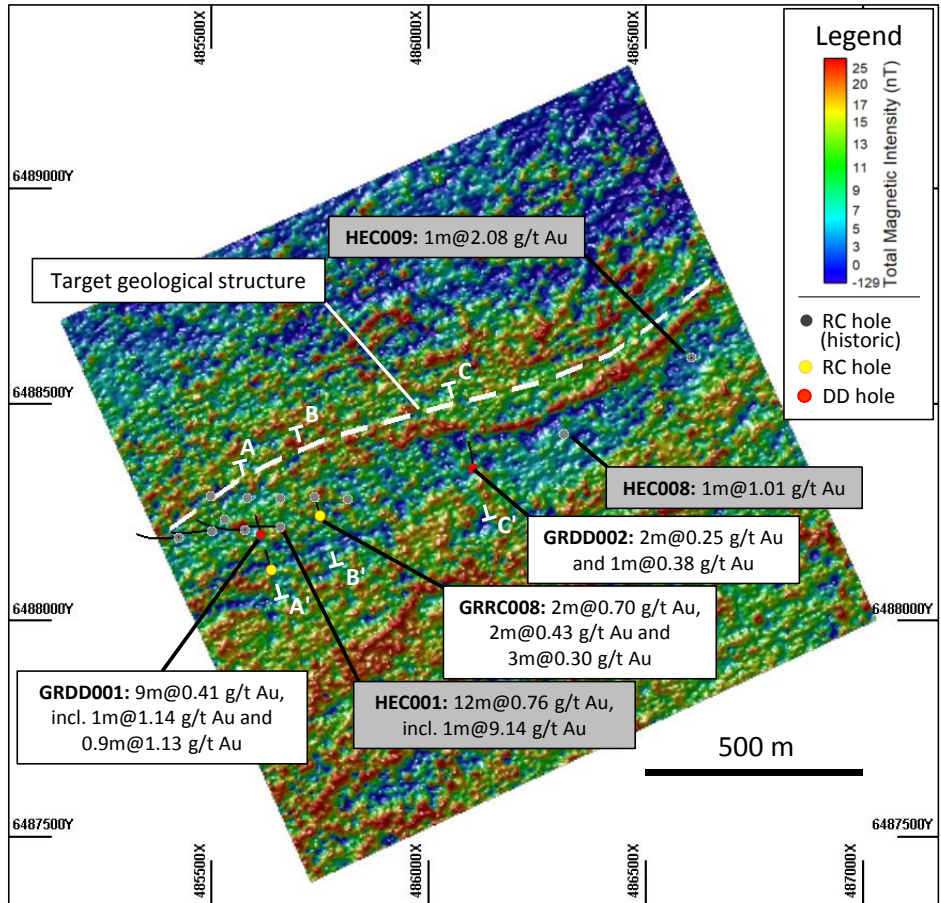 485500X
486000X
486500X
Legend
25
20
17
15
13
11
9
7
5
3
0
-129
Total Magnetic Intensity (nT)
RC hole
(historic)
RC hole
DD hole
6489000Y
HEC009: 1m@2.08 g/t Au
Target geological structure
6488500Y
C
B
A
HEC008: 1m@1.01 g/t Au
C'
GRDD002: 2m@0.25 g/t Au
and 1m@0.38 g/t Au
B'
A'
6488000Y
6488000Y
GRRC008: 2m@0.70 g/t Au,
2m@0.43 g/t Au and
3m@0.30 g/t Au
GRDD001: 9m@0.41 g/t Au,
incl. 1m@1.14 g/t Au and
0.9m@1.13 g/t Au
HEC001: 12m@0.76 g/t Au,
incl. 1m@9.14 g/t Au
500 m
6487500Y
6487500Y
485500X
486000X
486500X
487000X